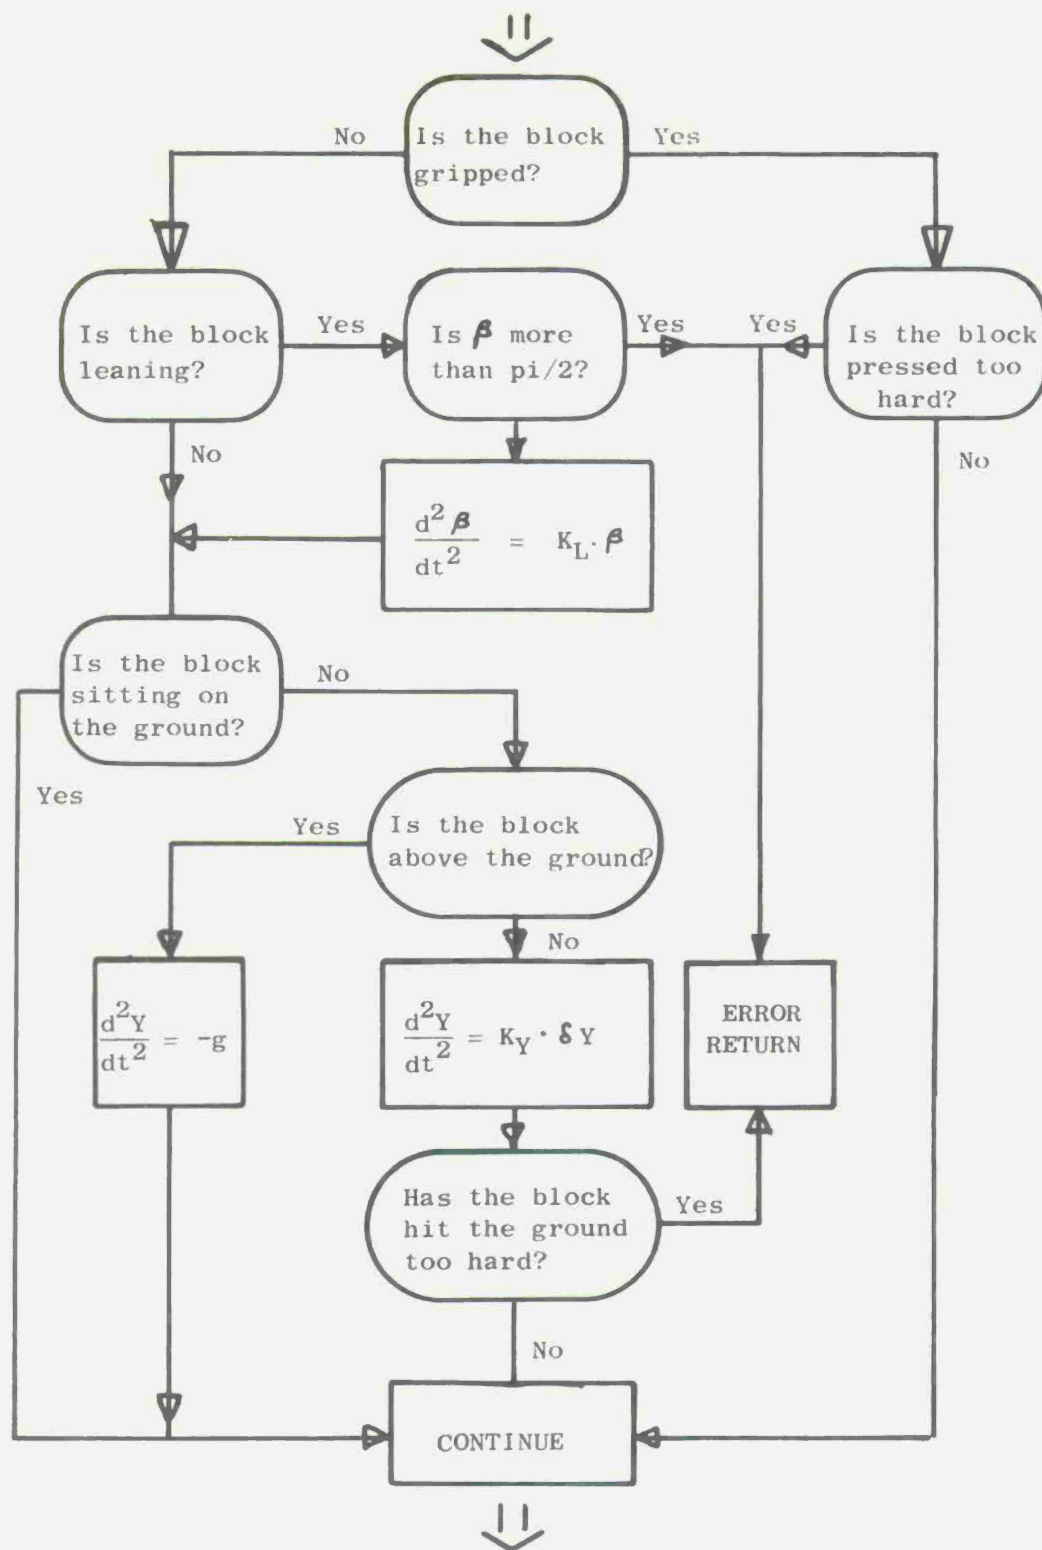 No
Is the block
gripped?
Yes
Is the block
leaning?
Yes
Is β more
than pi/2?
Yes
Yes
Is the block
pressed too
hard?
No
No
d²β/dt² = K_L · β
Is the block
sitting on
the ground?
No
Yes
Yes
Is the block
above the ground?
No
d²Y/dt² = -g
d²Y/dt² = K_Y · δY
ERROR
RETURN
Has the block
hit the ground
too hard?
Yes
No
CONTINUE